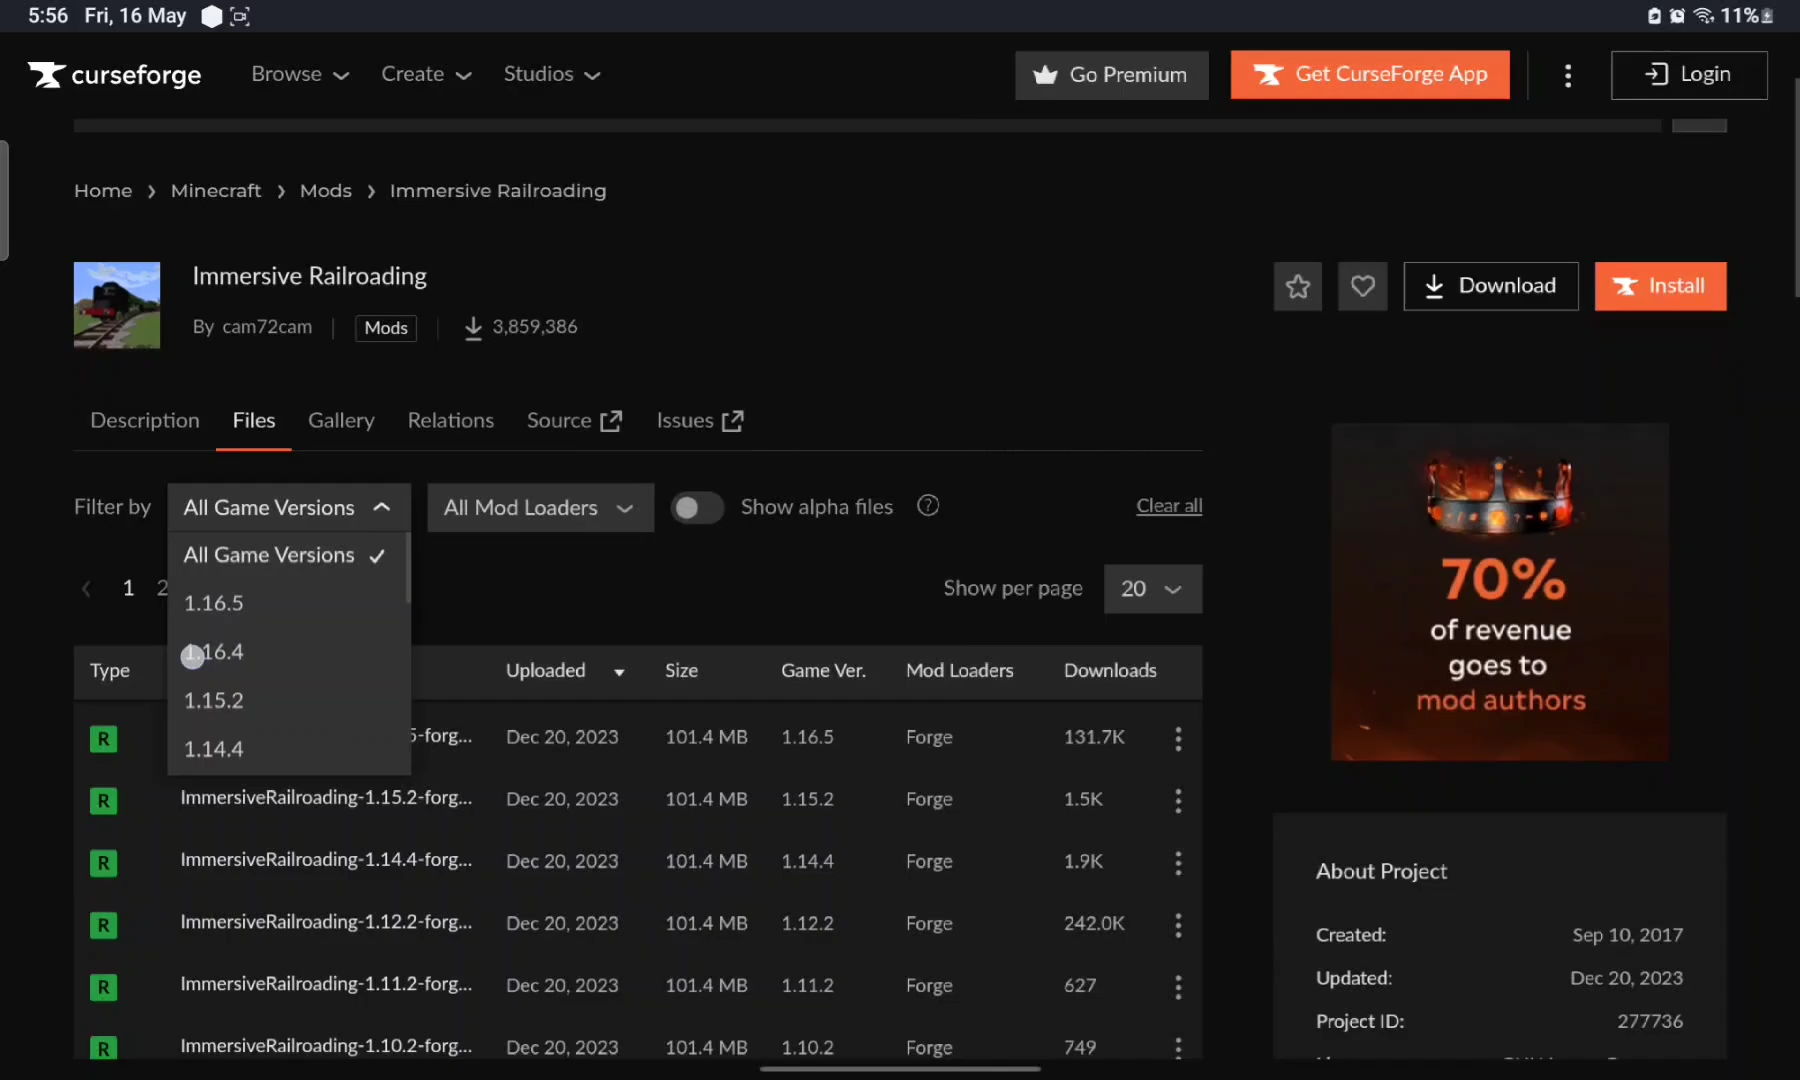 5:56 Fri, 16 May
11%
curseforge
Browse
Create
Studios
Go Premium
Get CurseForge App
Login
Home > Minecraft > Mods > Immersive Railroading
Immersive Railroading
By cam72cam | Mods | 3,859,386
Download
Install
Description
Files
Gallery
Relations
Source
Issues
Filter by
All Game Versions
All Mod Loaders
Show alpha files
Clear all
All Game Versions
1.16.5
1.16.4
1.15.2
1.14.4
1 2
Show per page 20
Type Uploaded Size Game Ver. Mod Loaders Downloads
R 5-forg... Dec 20, 2023 101.4 MB 1.16.5 Forge 131.7K
R ImmersiveRailroading-1.15.2-forg... Dec 20, 2023 101.4 MB 1.15.2 Forge 1.5K
R ImmersiveRailroading-1.14.4-forg... Dec 20, 2023 101.4 MB 1.14.4 Forge 1.9K
R ImmersiveRailroading-1.12.2-forg... Dec 20, 2023 101.4 MB 1.12.2 Forge 242.0K
R ImmersiveRailroading-1.11.2-forg... Dec 20, 2023 101.4 MB 1.11.2 Forge 627
R ImmersiveRailroading-1.10.2-forg... Dec 20, 2023 101.4 MB 1.10.2 Forge 749
70%
of revenue
goes to
mod authors
About Project
Created: Sep 10, 2017
Updated: Dec 20, 2023
Project ID: 277736